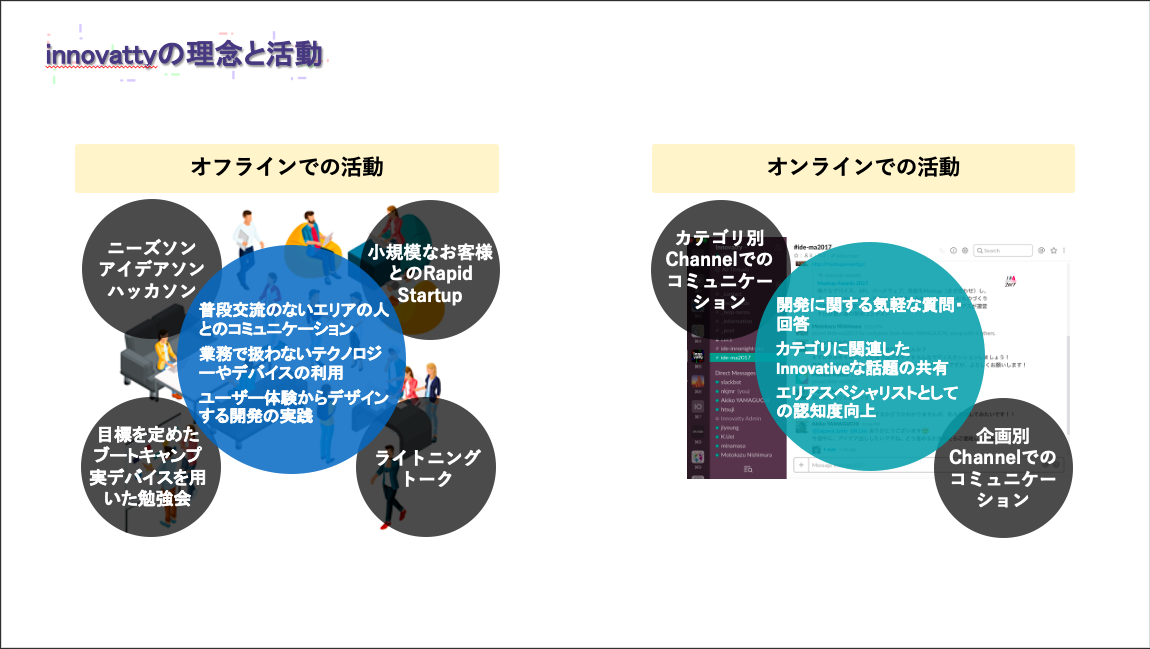 innovattyの理念と活動
オフラインでの活動
ニーズソン
アイデアソン
ハッカソン
小規模なお客様
とのRapid
Startup
普段交流のないエリアの人
とのコミュニケーション
業務で扱わないテクノロジ
ーやデバイスの利用
ユーザー体験からデザイン
する開発の実践
目標を定めた
ブートキャンプ
実デバイスを用
いた勉強会
ライトニング
トーク
オンラインでの活動
カテゴリ別
Channelでの
コミュニケー
ション
#ide-ma2017
Search
開発に関する気軽な質問・
回答
カテゴリに関連した
Innovativeな話題の共有
エリアスペシャリストとして
の認知度向上
# ide-ma2017
Direct Messages
slackbot
nkjmr (you)
Akiko YAMAGUC
htsuji
Innovatty Admin
jiyoung
K.Uei
miramasa
Motokazu Nishimura
企画別
Channelでの
コミュニケー
ション